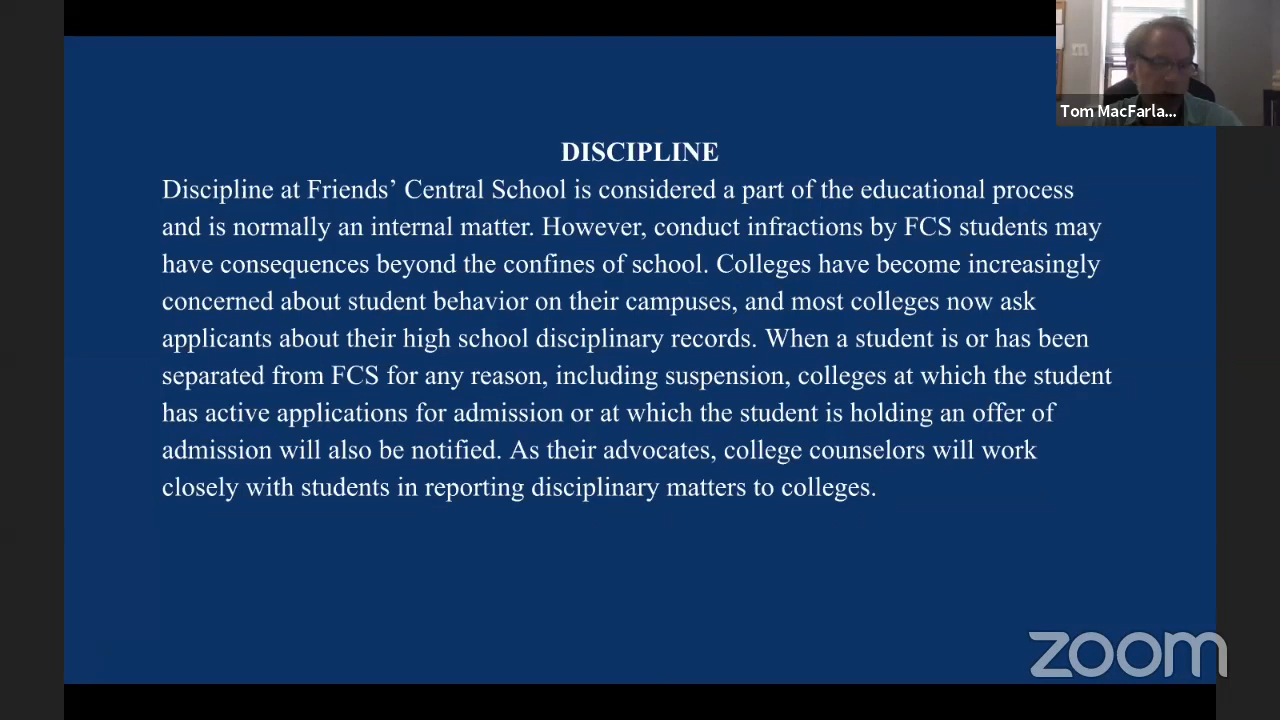 DISCIPLINE
Discipline at Friends’ Central School is considered a part of the educational process
and is normally an internal matter. However, conduct infractions by FCS students may
have consequences beyond the confines of school. Colleges have become increasingly
concerned about student behavior on their campuses, and most colleges now ask
applicants about their high school disciplinary records. When a student is or has been
separated from FCS for any reason, including suspension, colleges at which the student
has active applications for admission or at which the student is holding an offer of
admission will also be notified. As their advocates, college counselors will work
closely with students in reporting disciplinary matters to colleges.
Tom MacFarla...
zoom